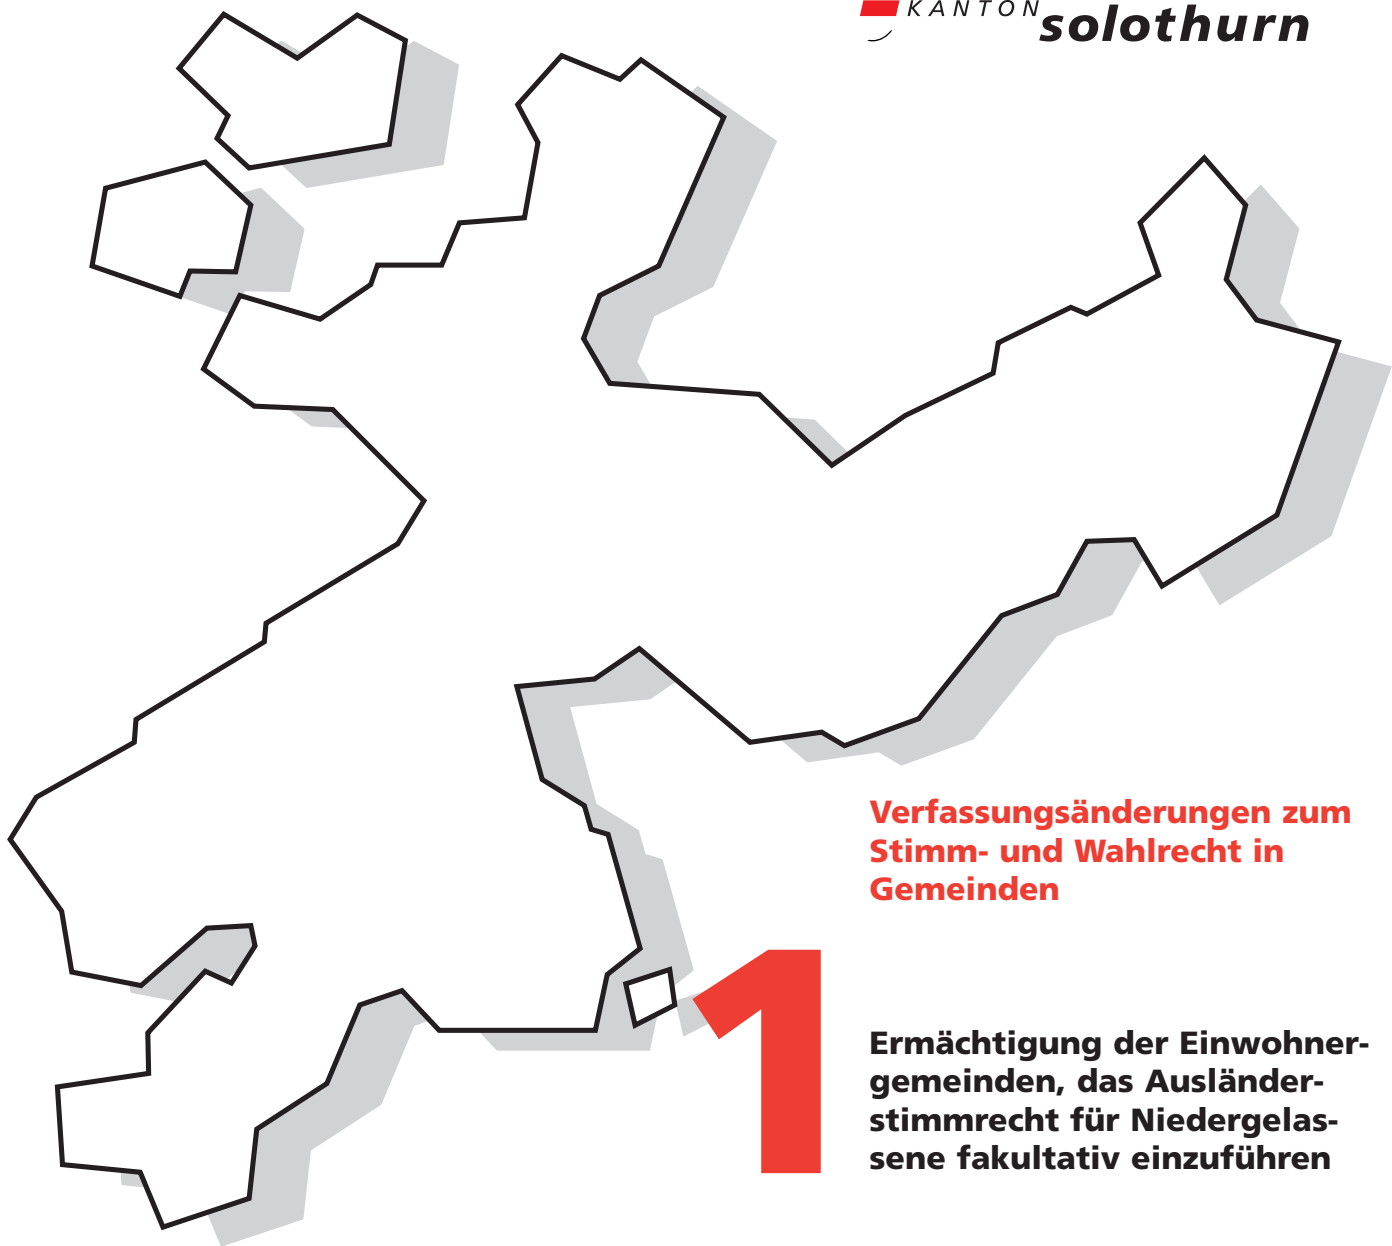 KANTON solothurn
Verfassungsänderungen zum
Stimm- und Wahlrecht in
Gemeinden
1
Ermächtigung der Einwohner-
gemeinden, das Ausländer-
stimmrecht für Niedergelas-
sene fakultativ einzuführen